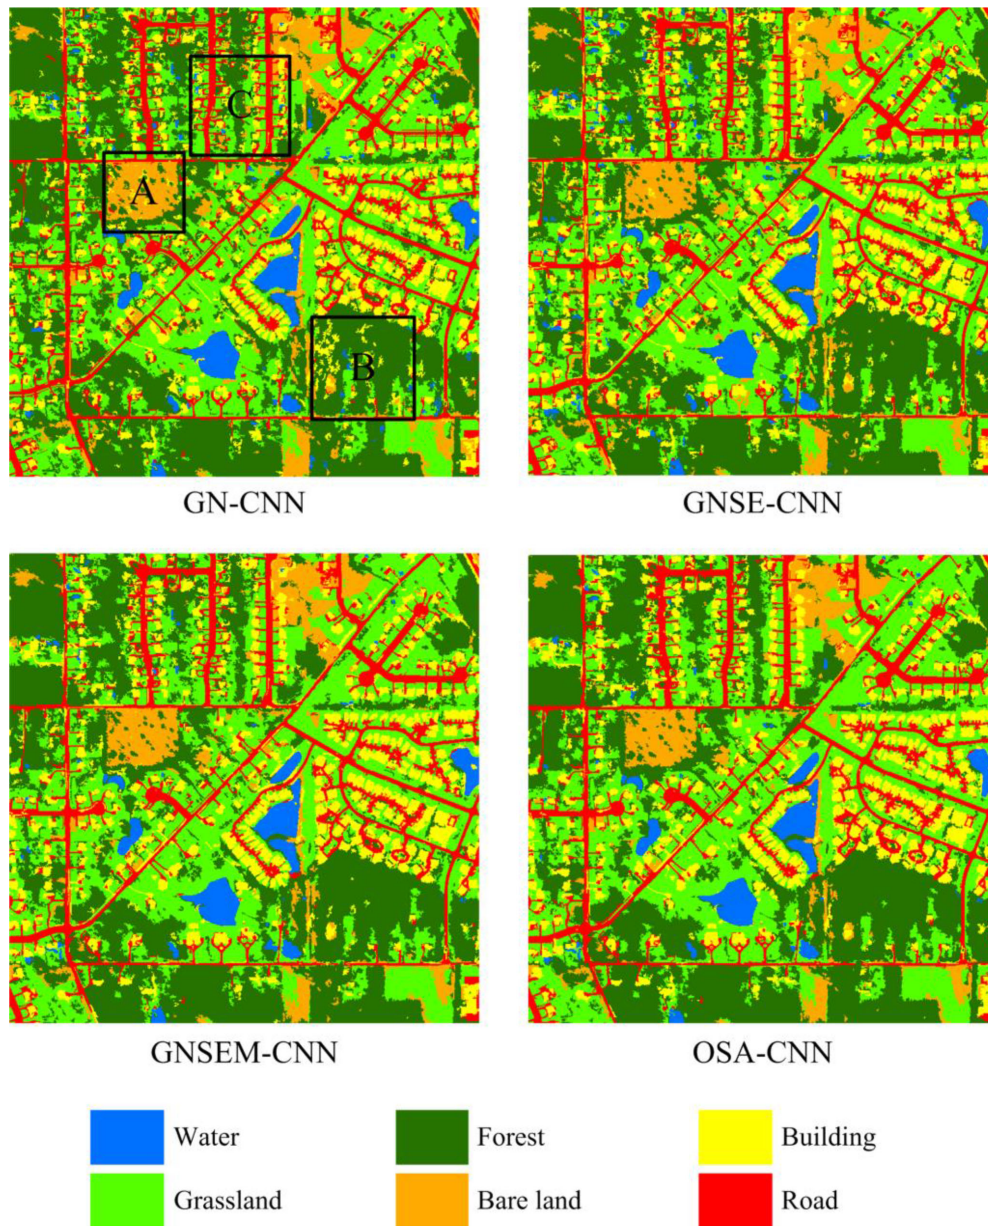 C
A
B
GN-CNN GNSE-CNN
GNSEM-CNN OSA-CNN
Water Forest Building
Grassland Bare land Road